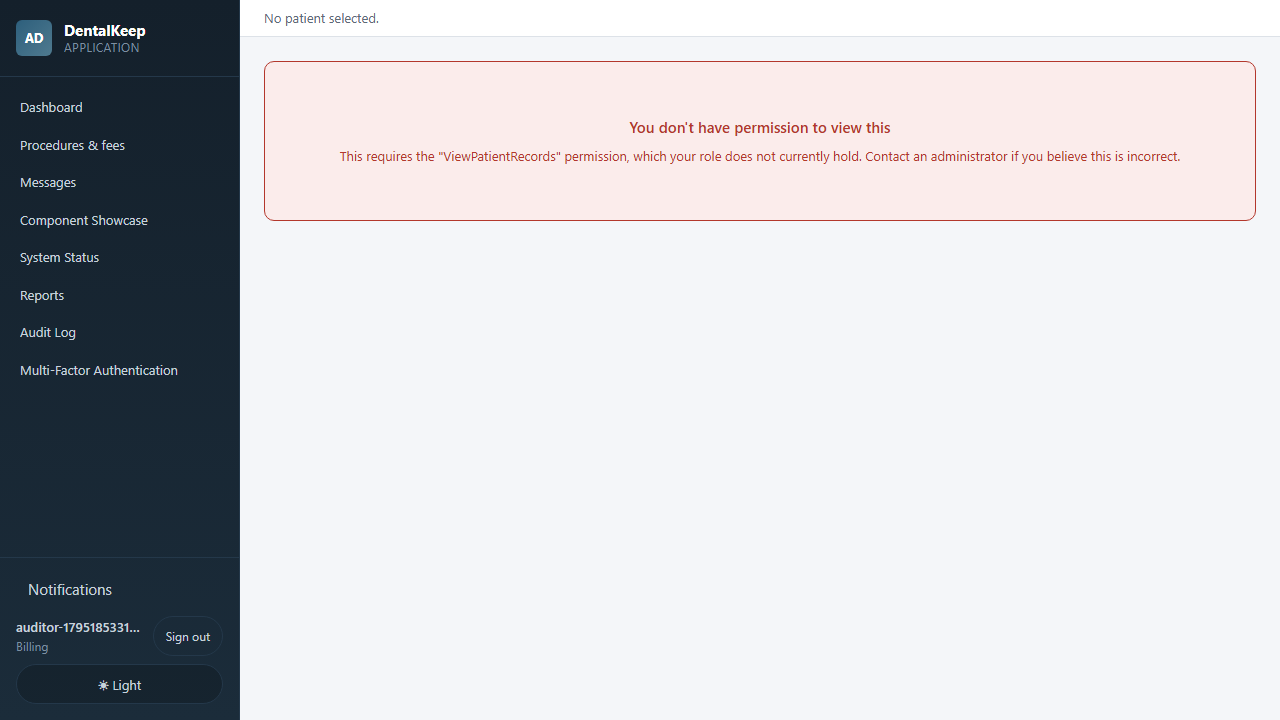 AD
DentalKeep
APPLICATION
Dashboard
Procedures & fees
Messages
Component Showcase
System Status
Reports
Audit Log
Multi-Factor Authentication
Notifications
auditor-1795185331...
Billing
Sign out
☀ Light
No patient selected.
You don't have permission to view this
This requires the "ViewPatientRecords" permission, which your role does not currently hold. Contact an administrator if you believe this is incorrect.